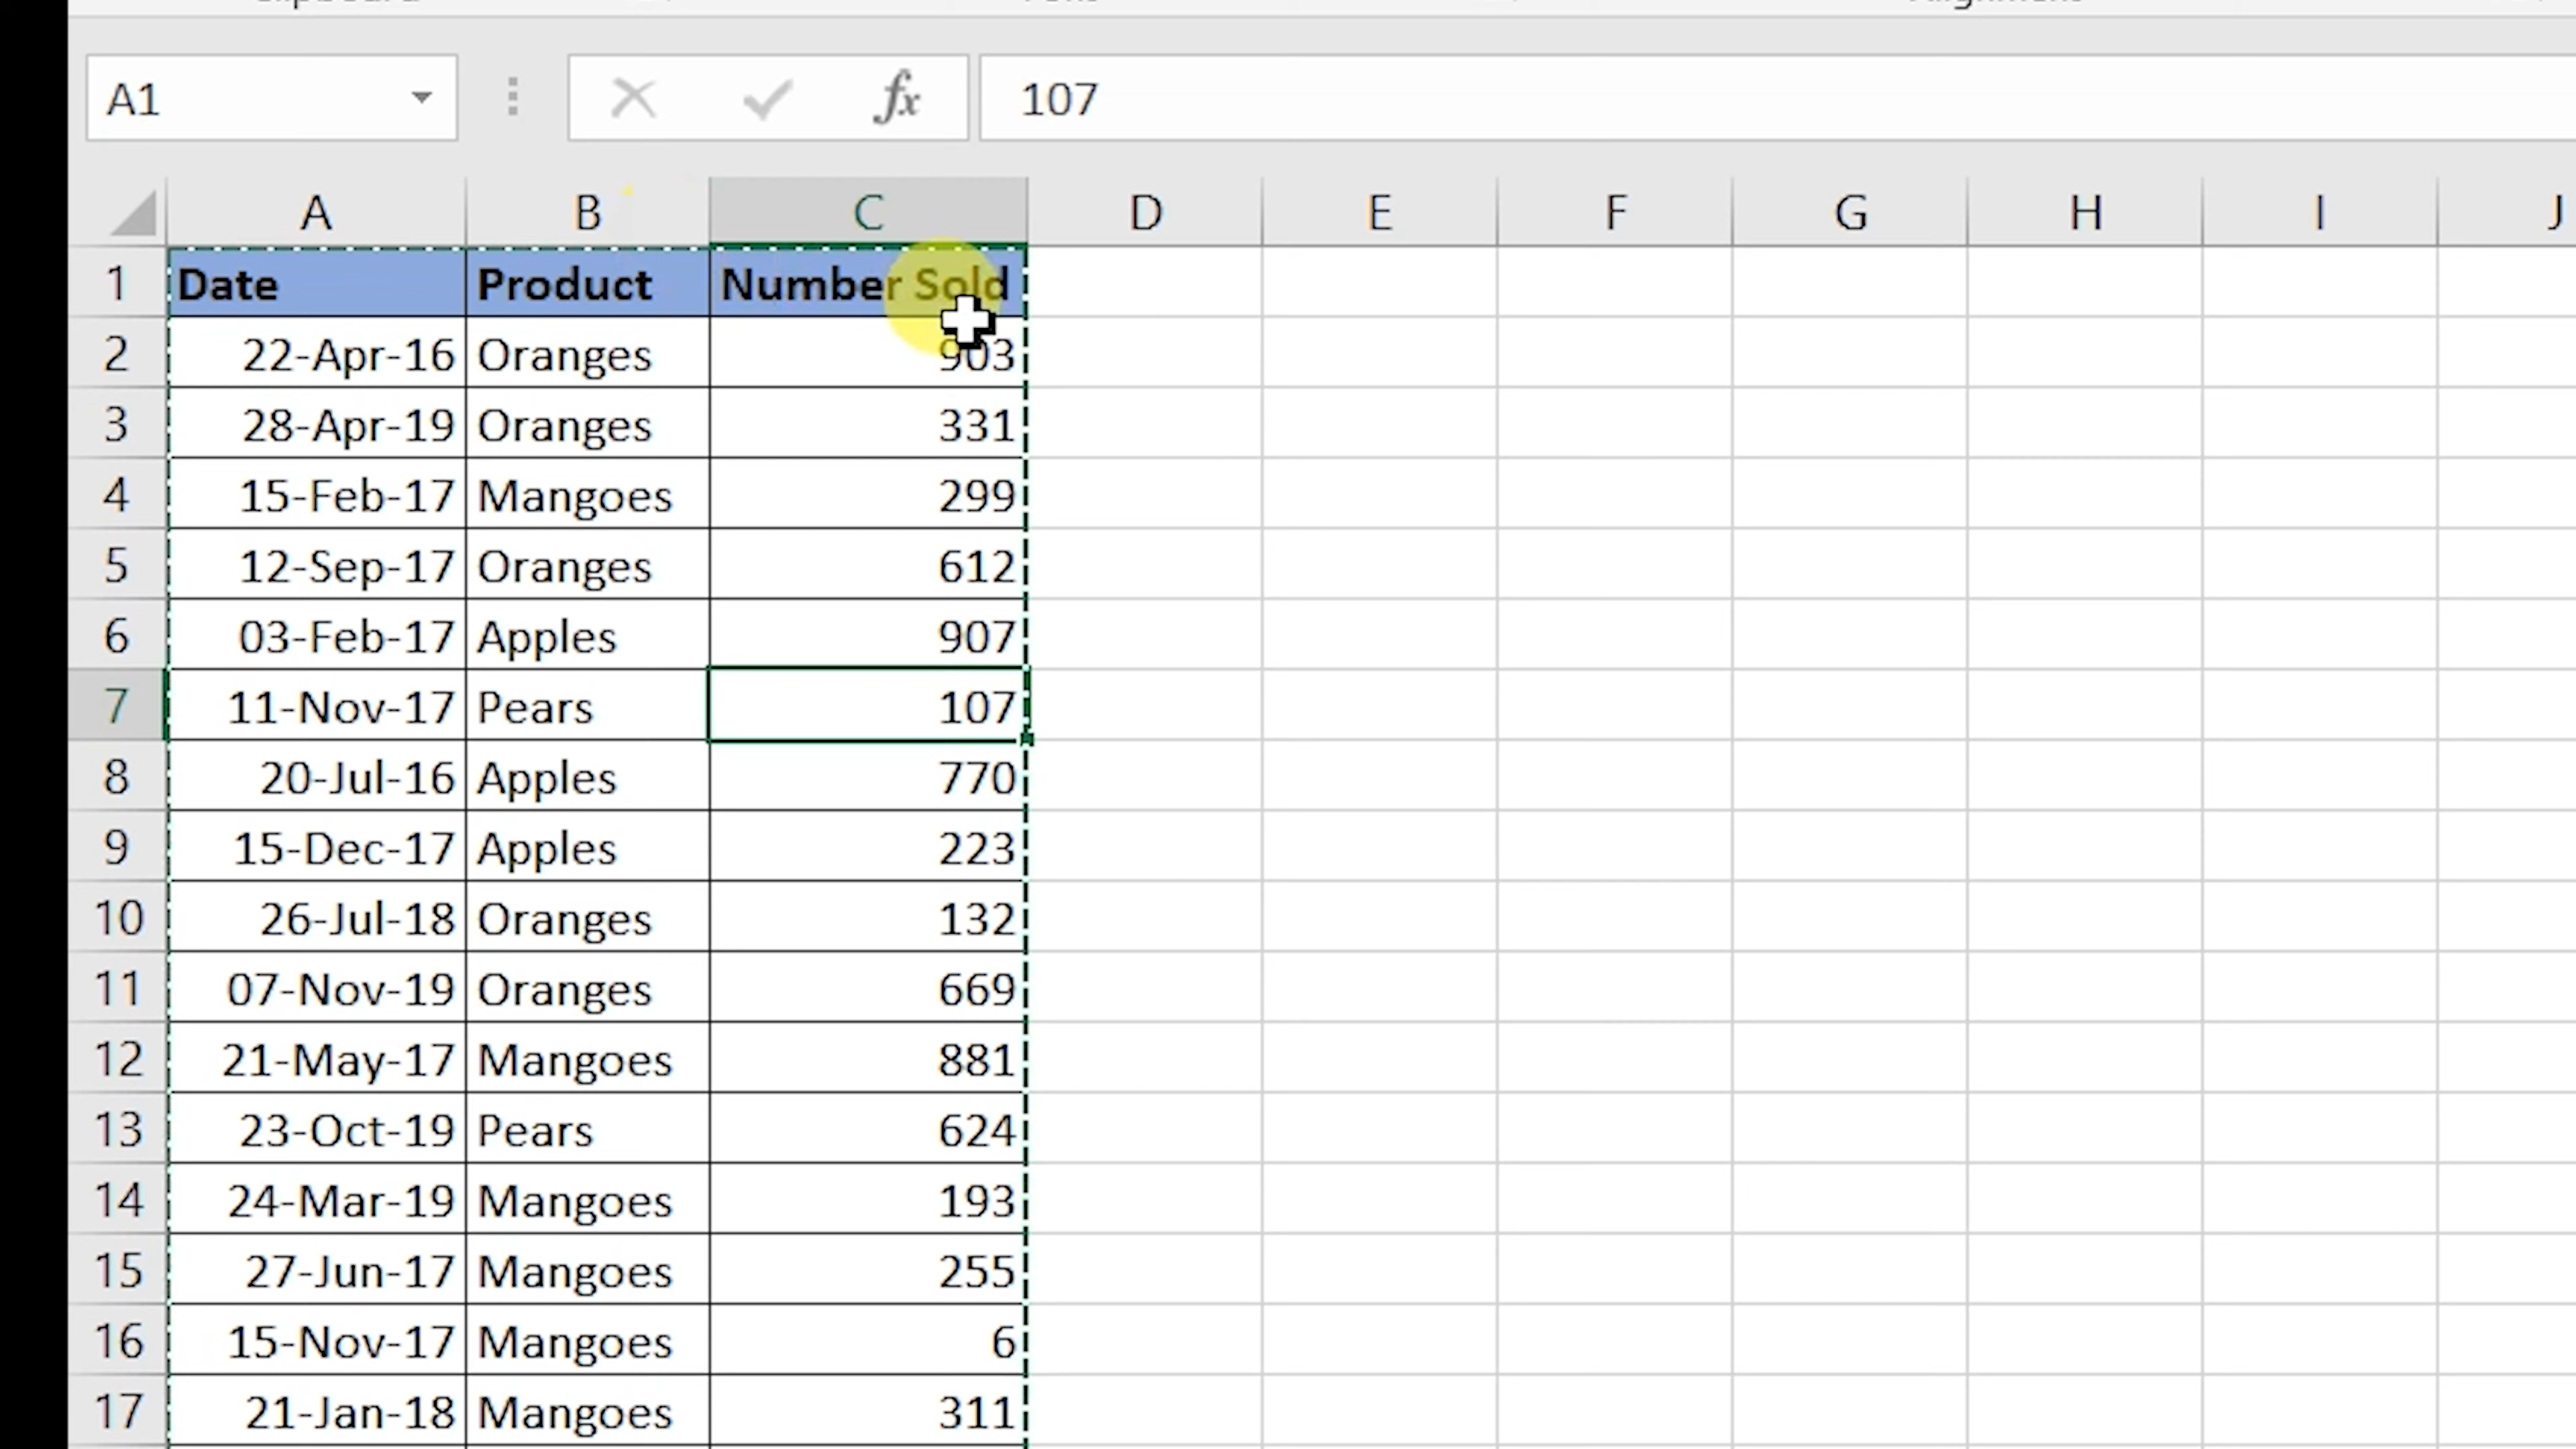 A1 fx 107
A B C D E F G H I J
1 Date Product Number Sold
2 22-Apr-16 Oranges 903
3 28-Apr-19 Oranges 331
4 15-Feb-17 Mangoes 299
5 12-Sep-17 Oranges 612
6 03-Feb-17 Apples 907
7 11-Nov-17 Pears 107
8 20-Jul-16 Apples 770
9 15-Dec-17 Apples 223
10 26-Jul-18 Oranges 132
11 07-Nov-19 Oranges 669
12 21-May-17 Mangoes 881
13 23-Oct-19 Pears 624
14 24-Mar-19 Mangoes 193
15 27-Jun-17 Mangoes 255
16 15-Nov-17 Mangoes 6
17 21-Jan-18 Mangoes 311